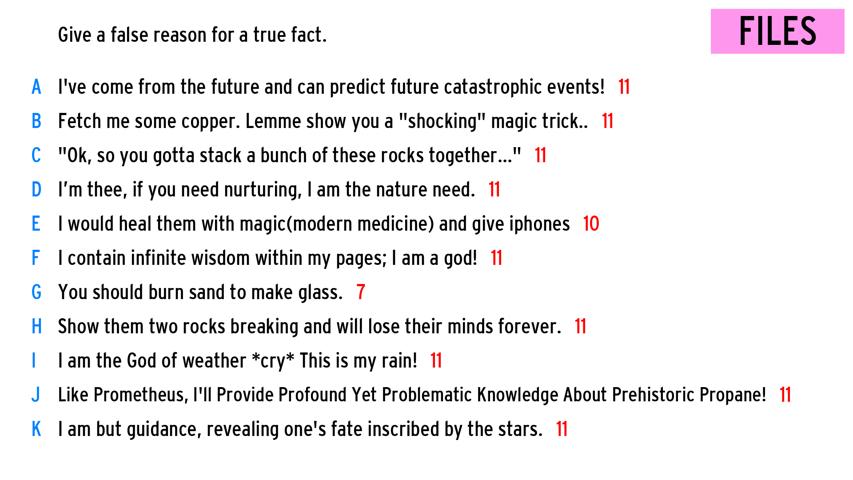 Give a false reason for a true fact.
FILES
A I've come from the future and can predict future catastrophic events! 11
B Fetch me some copper. Lemme show you a "shocking" magic trick.. 11
C "Ok, so you gotta stack a bunch of these rocks together..." 11
D I'm thee, if you need nurturing, I am the nature need. 11
E I would heal them with magic(modern medicine) and give iphones 10
F I contain infinite wisdom within my pages; I am a god! 11
G You should burn sand to make glass. 7
H Show them two rocks breaking and will lose their minds forever. 11
I I am the God of weather *cry* This is my rain! 11
J Like Prometheus, I'll Provide Profound Yet Problematic Knowledge About Prehistoric Propane! 11
K I am but guidance, revealing one's fate inscribed by the stars. 11